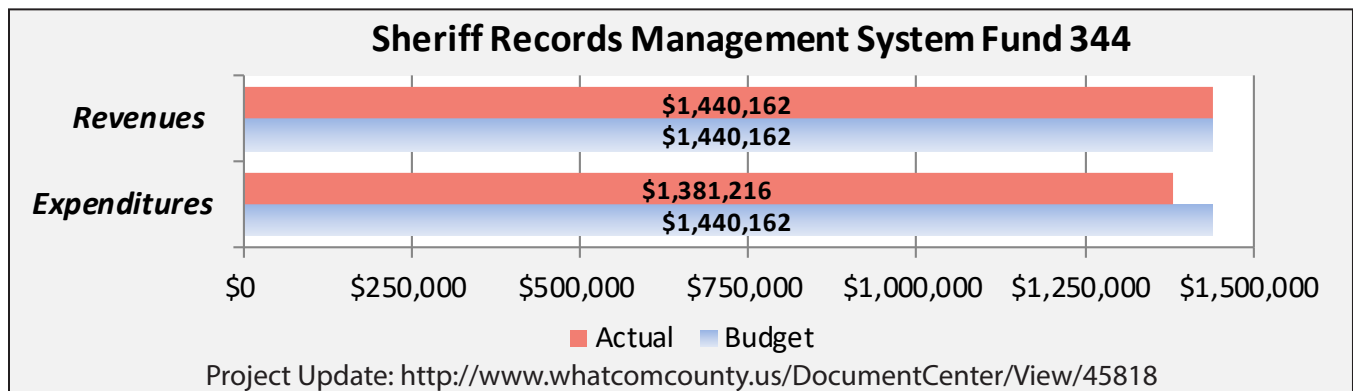 Sheriff Records Management System Fund 344
Revenues
$1,440,162
$1,440,162
Expenditures
$1,381,216
$1,440,162
$0 $250,000 $500,000 $750,000 $1,000,000 $1,250,000 $1,500,000
Actual Budget
Project Update: http://www.whatcomcounty.us/DocumentCenter/View/45818